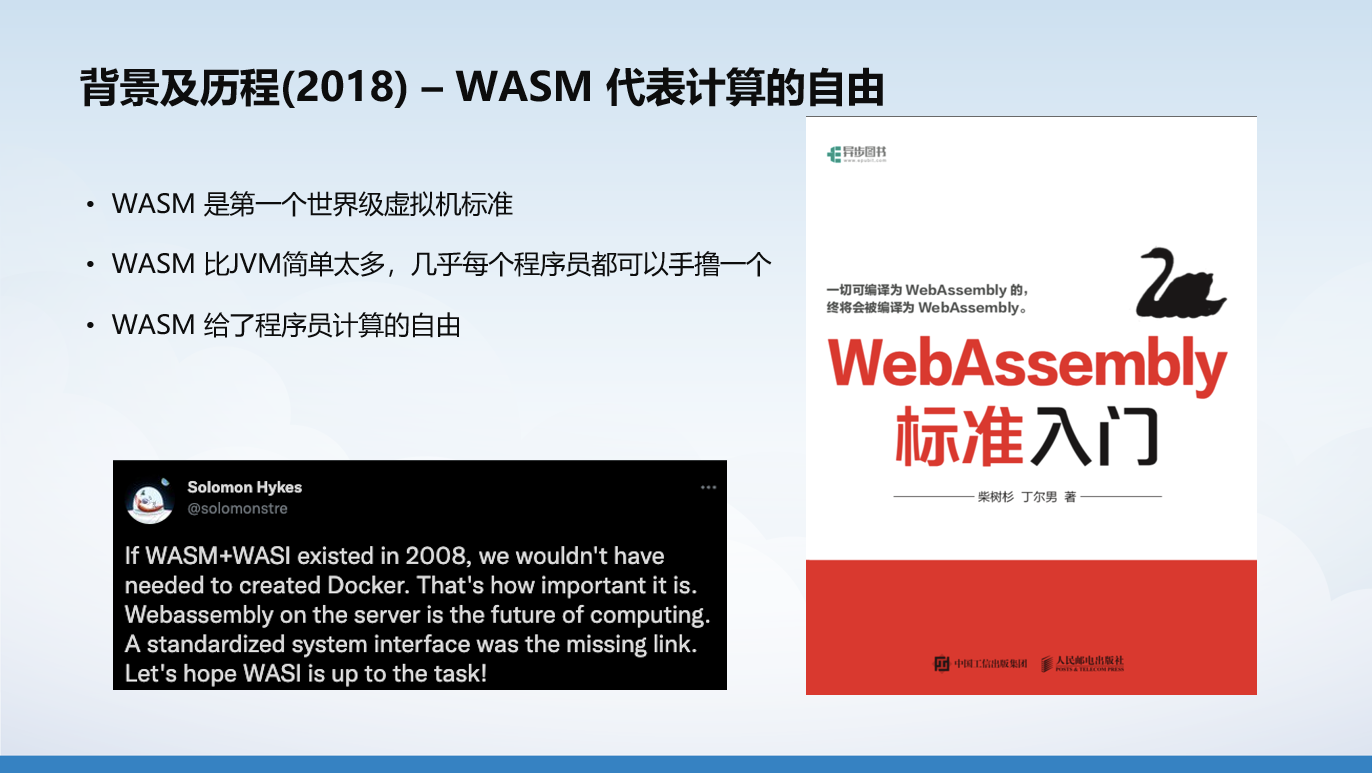 背景及历程(2018) – WASM 代表计算的自由
• WASM 是第一个世界级虚拟机标准
• WASM 比JVM简单太多，几乎每个程序员都可以手撸一个
• WASM 给了程序员计算的自由
Solomon Hykes
@solomonstre
If WASM+WASI existed in 2008, we wouldn't have
needed to created Docker. That's how important it is.
Webassembly on the server is the future of computing.
A standardized system interface was the missing link.
Let's hope WASI is up to the task!
异步图书
www.epubit.com
一切可编译为 WebAssembly 的，
终将会被编译为 WebAssembly。
WebAssembly
标准入门
柴树杉 丁尔男 著
中国工信出版集团 人民邮电出版社
POSTS & TELECOM PRESS